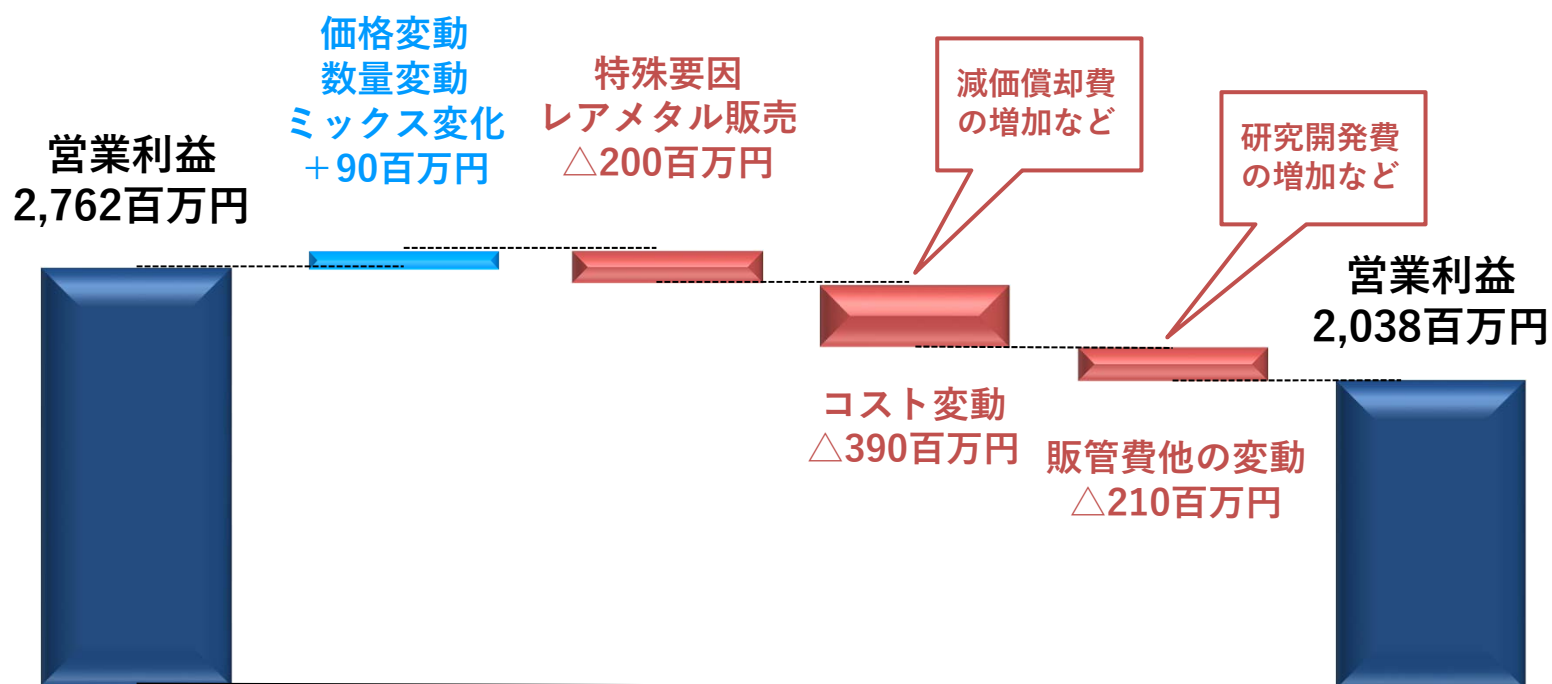 営業利益
2,762百万円
価格変動
数量変動
ミックス変化
＋90百万円
特殊要因
レアメタル販売
△200百万円
減価償却費
の増加など
コスト変動
△390百万円
研究開発費
の増加など
販管費他の変動
△210百万円
営業利益
2,038百万円